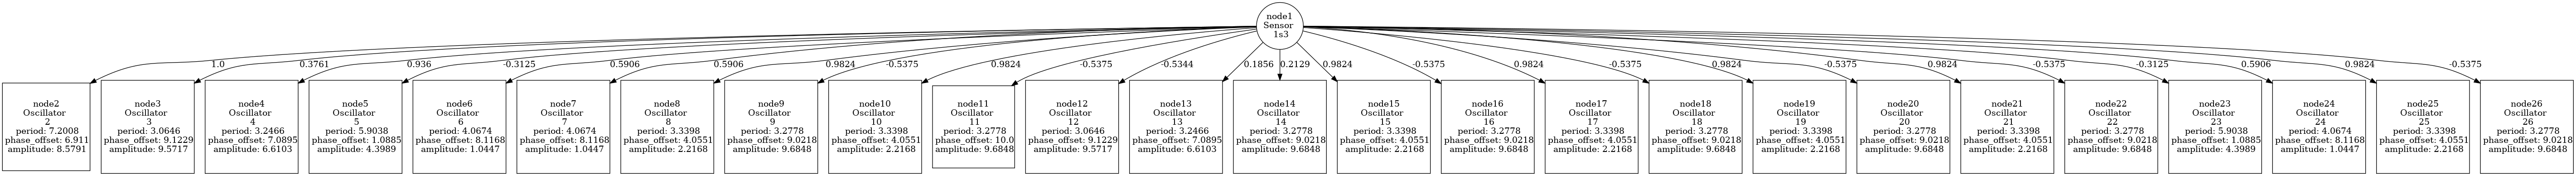 node1
Sensor
1s3
1.0
0.3761
0.936
-0.3125
0.5906
0.5906
0.9824
-0.5375
0.9824
-0.5375
-0.5344
0.1856
0.2129
0.9824
-0.5375
0.9824
-0.5375
0.9824
-0.5375
0.9824
-0.5375
-0.3125
0.5906
0.9824
-0.5375
node2
Oscillator
2
period: 7.2008
phase_offset: 6.911
amplitude: 8.5791
node3
Oscillator
3
period: 3.0646
phase_offset: 9.1229
amplitude: 9.5717
node4
Oscillator
4
period: 3.2466
phase_offset: 7.0895
amplitude: 6.6103
node5
Oscillator
5
period: 5.9038
phase_offset: 1.0885
amplitude: 4.3989
node6
Oscillator
6
period: 4.0674
phase_offset: 8.1168
amplitude: 1.0447
node7
Oscillator
7
period: 4.0674
phase_offset: 8.1168
amplitude: 1.0447
node8
Oscillator
8
period: 3.3398
phase_offset: 4.0551
amplitude: 2.2168
node9
Oscillator
9
period: 3.2778
phase_offset: 9.0218
amplitude: 9.6848
node10
Oscillator
10
period: 3.3398
phase_offset: 4.0551
amplitude: 2.2168
node11
Oscillator
11
period: 3.2778
phase_offset: 10.0
amplitude: 9.6848
node12
Oscillator
12
period: 3.0646
phase_offset: 9.1229
amplitude: 9.5717
node13
Oscillator
13
period: 3.2466
phase_offset: 7.0895
amplitude: 6.6103
node14
Oscillator
14
period: 3.2778
phase_offset: 9.0218
amplitude: 9.6848
node15
Oscillator
15
period: 3.3398
phase_offset: 4.0551
amplitude: 2.2168
node16
Oscillator
16
period: 3.2778
phase_offset: 9.0218
amplitude: 9.6848
node17
Oscillator
17
period: 3.3398
phase_offset: 4.0551
amplitude: 2.2168
node18
Oscillator
18
period: 3.2778
phase_offset: 9.0218
amplitude: 9.6848
node19
Oscillator
19
period: 3.3398
phase_offset: 4.0551
amplitude: 2.2168
node20
Oscillator
20
period: 3.2778
phase_offset: 9.0218
amplitude: 9.6848
node21
Oscillator
21
period: 3.3398
phase_offset: 4.0551
amplitude: 2.2168
node22
Oscillator
22
period: 3.2778
phase_offset: 9.0218
amplitude: 9.6848
node23
Oscillator
23
period: 5.9038
phase_offset: 1.0885
amplitude: 4.3989
node24
Oscillator
24
period: 4.0674
phase_offset: 8.1168
amplitude: 1.0447
node25
Oscillator
25
period: 3.3398
phase_offset: 4.0551
amplitude: 2.2168
node26
Oscillator
26
period: 3.2778
phase_offset: 9.0218
amplitude: 9.6848